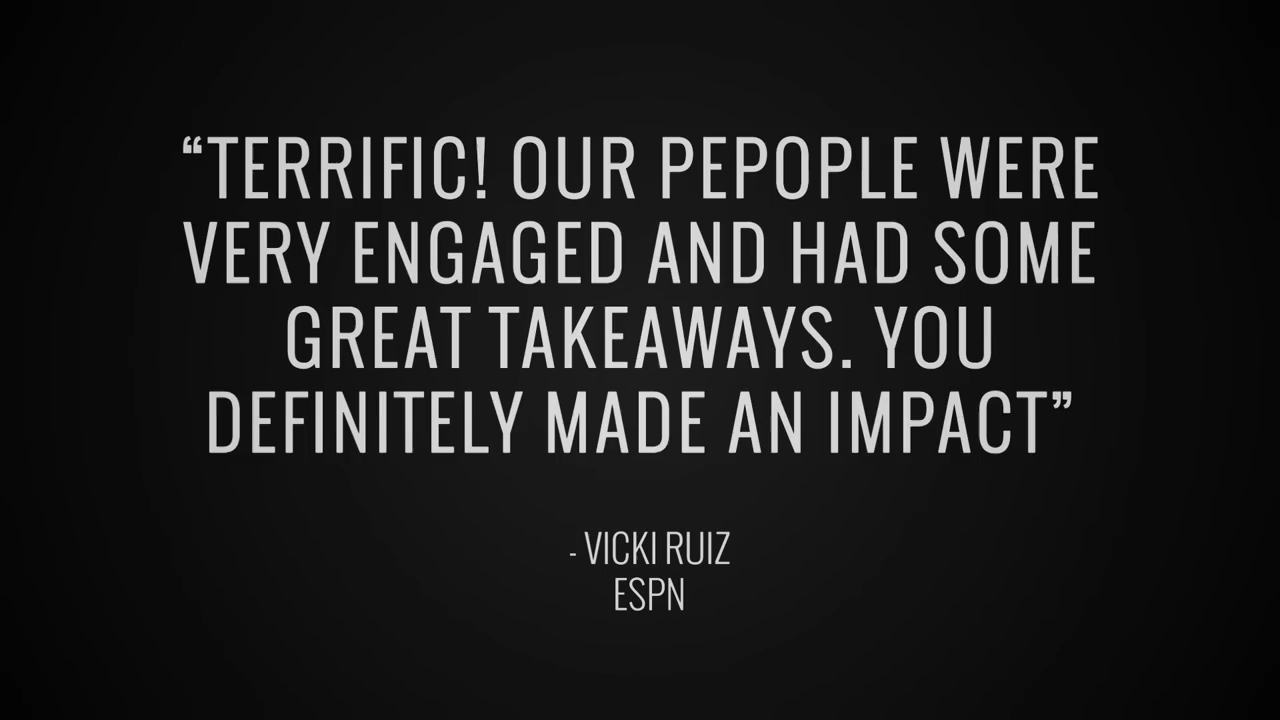 “TERRIFIC! OUR PEPOPLE WERE
VERY ENGAGED AND HAD SOME
GREAT TAKEAWAYS. YOU
DEFINITELY MADE AN IMPACT”
- VICKI RUIZ
ESPN